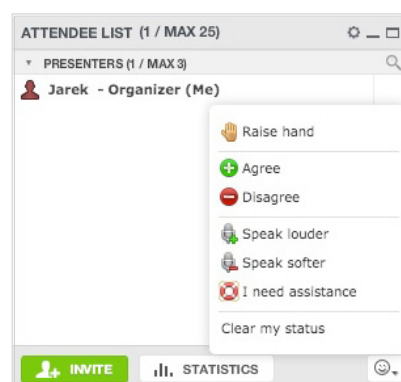 ATTENDEE LIST (1 / MAX 25)
PRESENTERS (1 / MAX 3)
Jarek - Organizer (Me)
Raise hand
Agree
Disagree
Speak louder
Speak softer
I need assistance
Clear my status
INVITE
STATISTICS